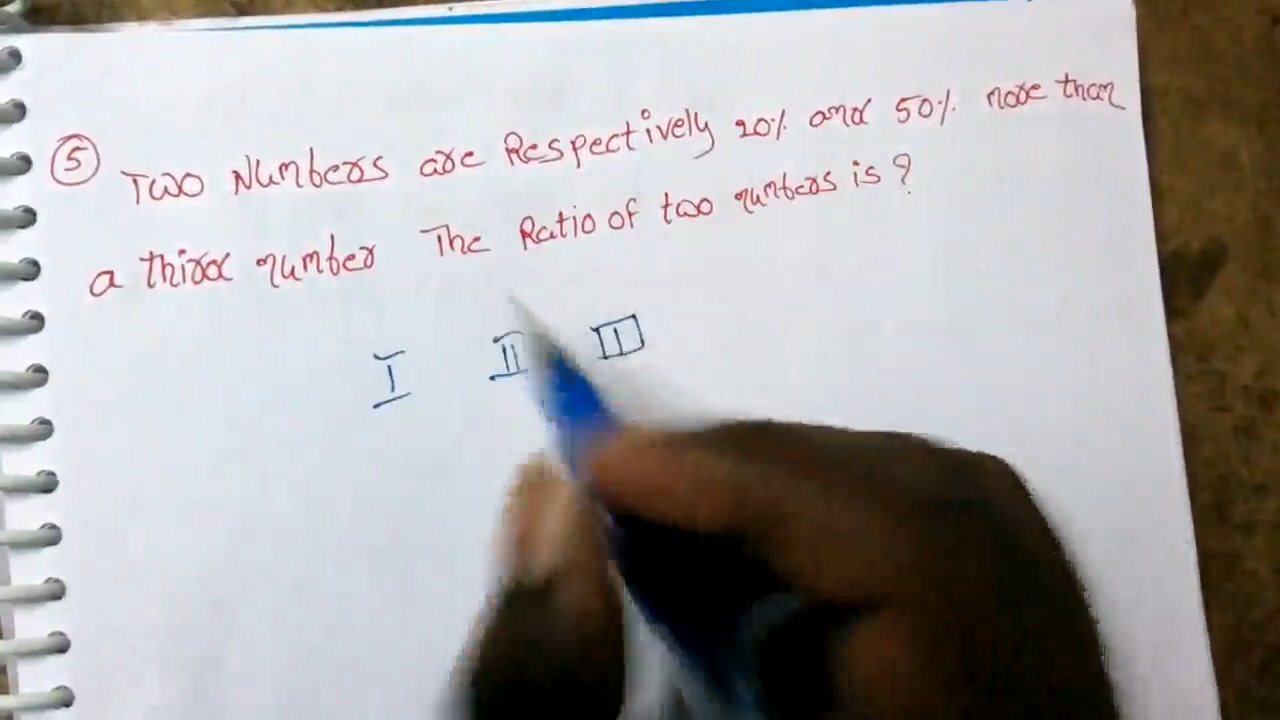 5 Two Numbers are Respectively 20% and 50% more than
a third number The Ratio of two numbers is ?
I II III